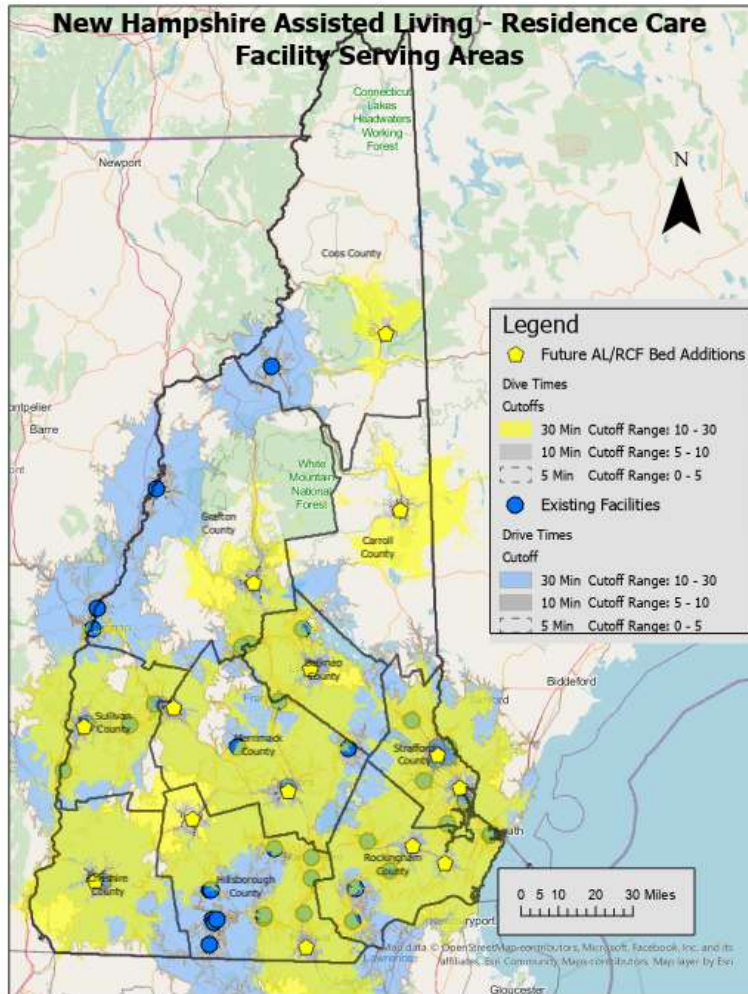 New Hampshire Assisted Living - Residence Care
Facility Serving Areas
Connecticut
Lakes
Headwaters
Working
Forest
Newport
N
Coos County
Legend
Future AL/RCF Bed Additions
Dive Times
Cutoffs
30 Min Cutoff Range: 10 - 30
10 Min Cutoff Range: 5 - 10
5 Min Cutoff Range: 0 - 5
Existing Facilities
Drive Times
Cutoff
30 Min Cutoff Range: 10 - 30
10 Min Cutoff Range: 5 - 10
5 Min Cutoff Range: 0 - 5
ontpelier
Barre
White
Mountain
National
Forest
Grafton
County
Carroll
County
Biddeford
Belknap
County
Sullivan
County
Merrimack
County
Strafford
County
Rockingham
County
Cheshire
County
Hillsborough
County
0 5 10 20 30 Miles
Map data © OpenStreetMap contributors, Microsoft, Facebook, Inc. and its
affiliates, Esri Community Maps contributors, Map layer by Esri
Gloucester